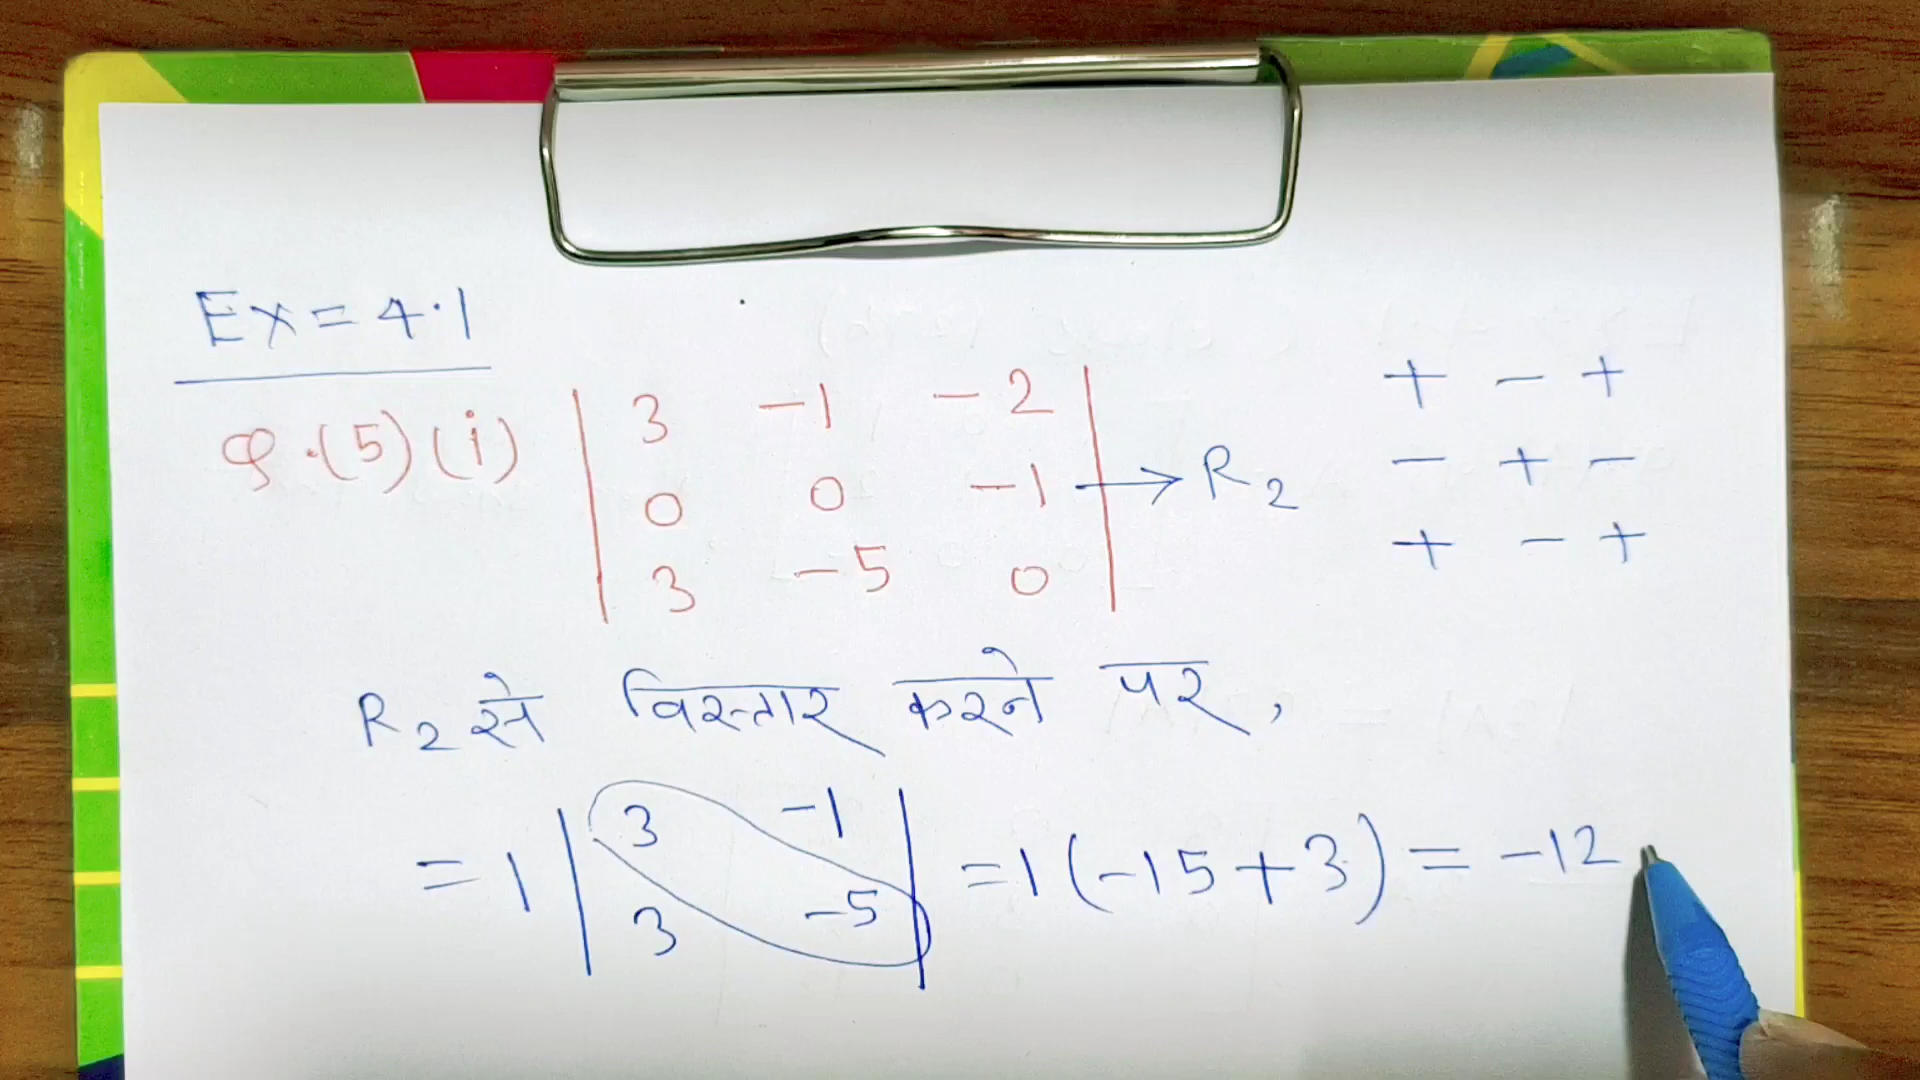 Ex = 4.1
Q.(5)(i) | 3 -1 -2 | + - +
| 0 0 -1 | → R2 - + -
| 3 -5 0 | + - +
R2 से विस्तार करने पर,
= 1 | 3 -1 | = 1(-15+3) = -12
| 3 -5 |